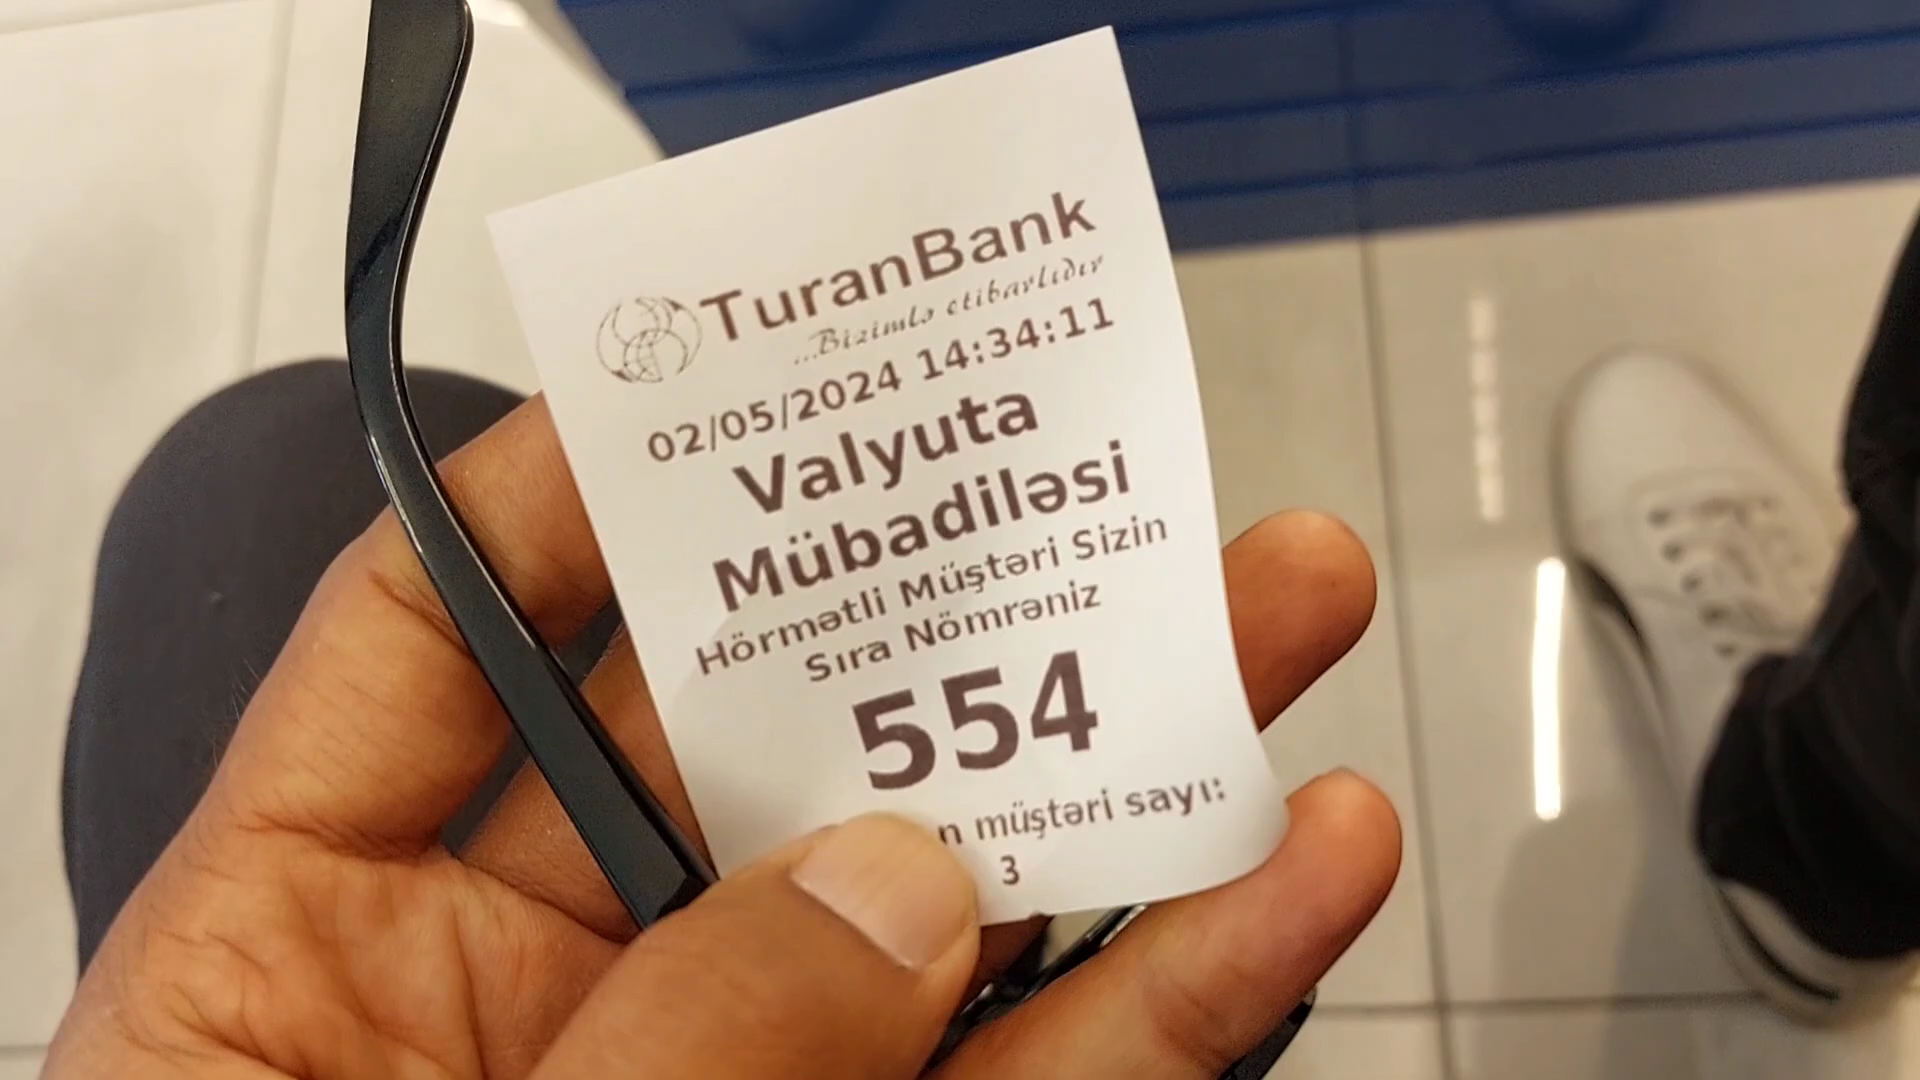 TuranBank
...Bizimlə etibarlıdır
02/05/2024 14:34:11
Valyuta
Mübadiləsi
Hörmətli Müştəri Sizin
Sıra Nömrəniz
554
müştəri sayı:
3